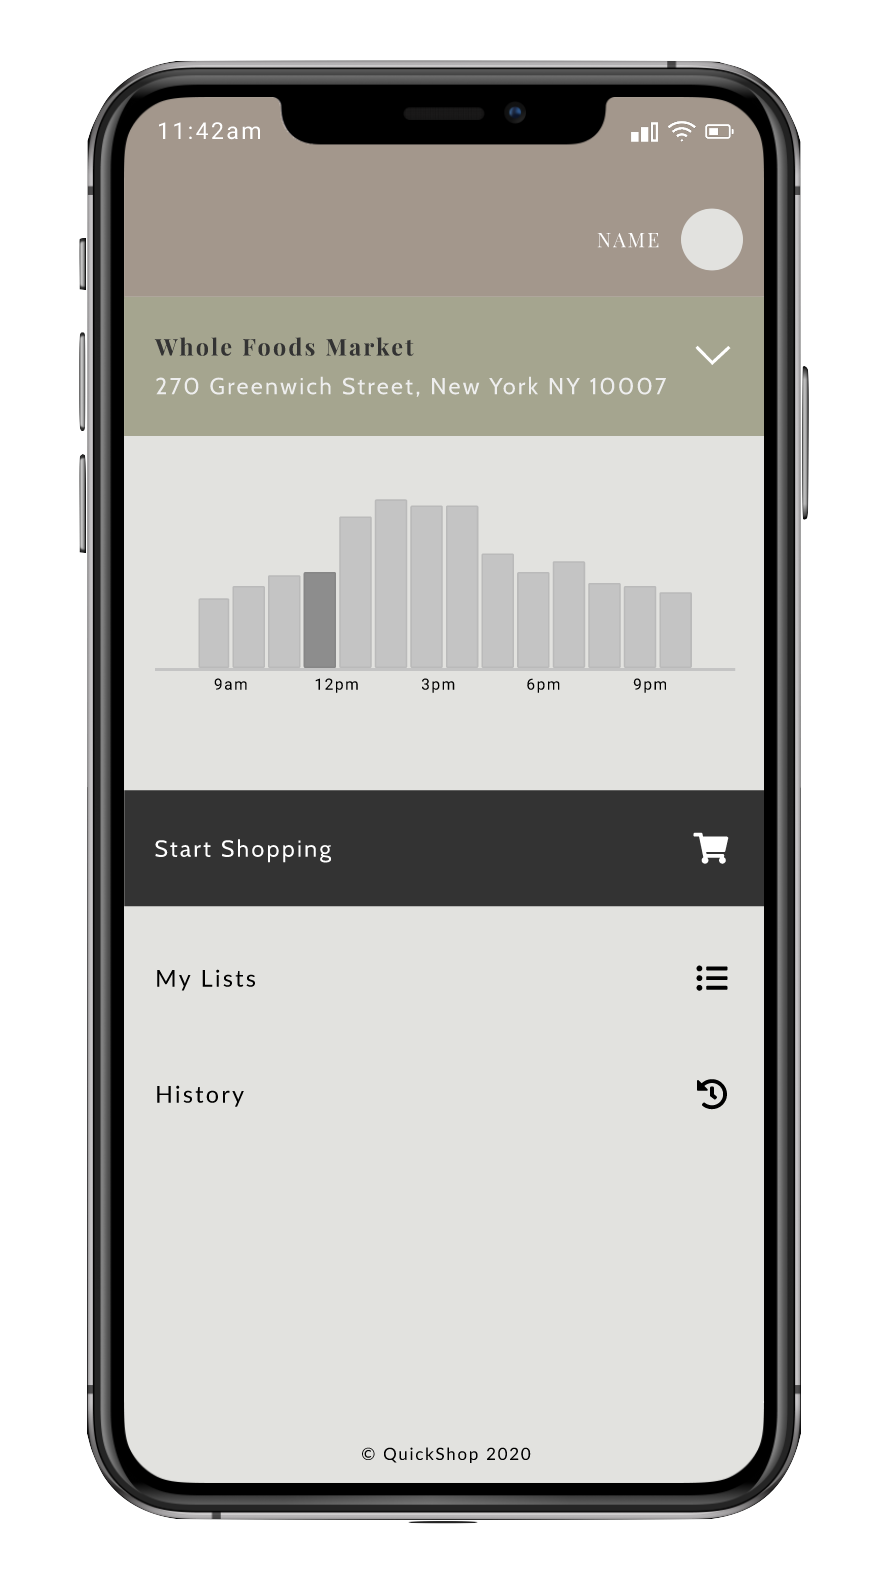 11:42am
NAME
Whole Foods Market
270 Greenwich Street, New York NY 10007
9am 12pm 3pm 6pm 9pm
Start Shopping
My Lists
History
© QuickShop 2020